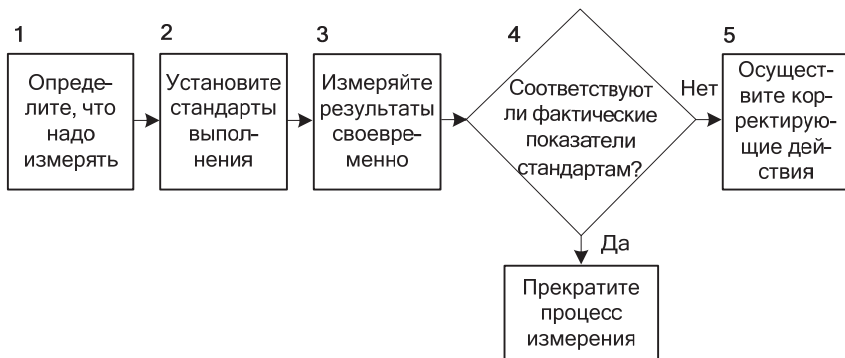 1
Опреде-
лите, что
надо
измерять
2
Установите
стандарты
выпол-
нения
3
Измеряйте
результаты
своевре-
менно
4
Соответствуют
ли фактические
показатели
стандартам?
Нет
5
Осущест-
вите кор-
ректирую-
щие дей-
ствия
Да
Прекратите
процесс
измерения